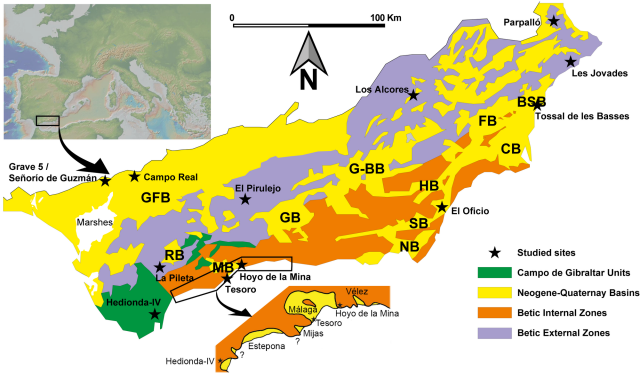 0
100 Km
N
Parpalló
Les Jovades
Los Alcores
BSB
Tossal de les Basses
FB
CB
Grave 5 /
Señorio de Guzmán
Campo Real
G-BB
HB
GFB
El Pirulejo
El Oficio
Marshes
GB
SB
NB
RB
MB
La Pileta
Hoyo de la Mina
Tesoro
Hedionda-IV
Studied sites
Campo de Gibraltar Units
Neogene-Quaternay Basins
Betic Internal Zones
Betic External Zones
Vélez
Málaga
Hoyo de la Mina
Tesoro
Mijas
?
Estepona
?
Hedionda-IV